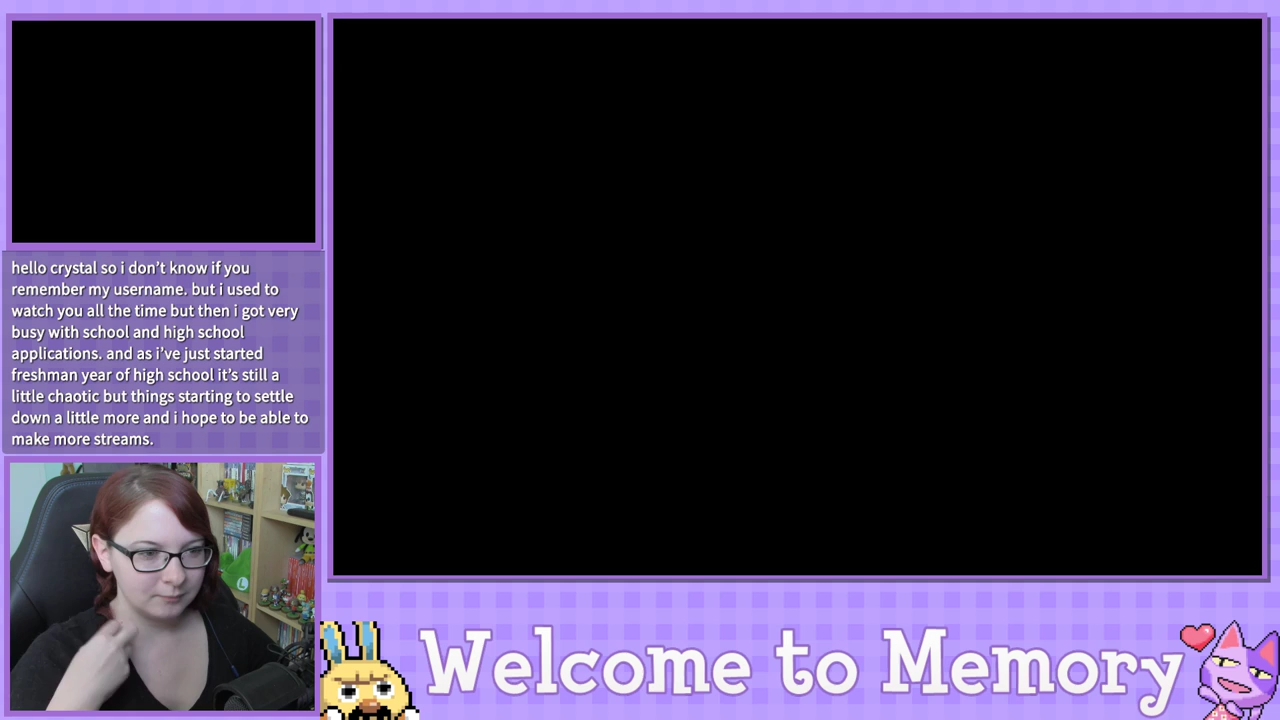 hello crystal so i don’t know if you
remember my username. but i used to
watch you all the time but then i got very
busy with school and high school
applications. and as i’ve just started
freshman year of high school it’s still a
little chaotic but things starting to settle
down a little more and i hope to be able to
make more streams.
Welcome to Memory